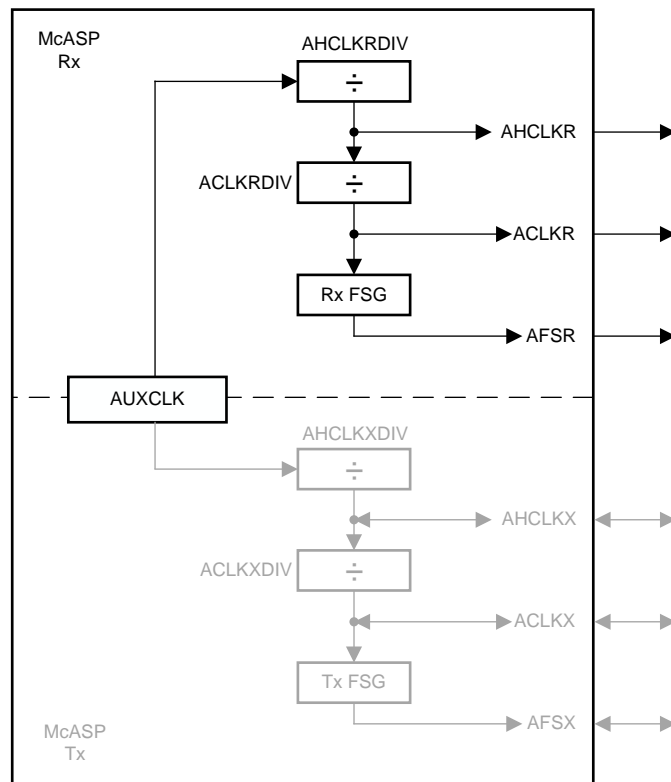 McASP
Rx
AHCLKRDIV
÷
AHCLKR
ACLKRDIV
÷
ACLKR
Rx FSG
AFSR
AUXCLK
AHCLKXDIV
÷
AHCLKX
ACLKXDIV
÷
ACLKX
Tx FSG
AFSX
McASP
Tx